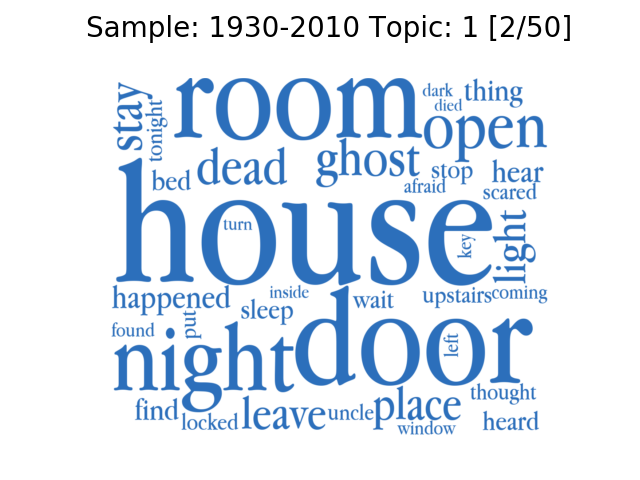 Sample: 1930-2010 Topic: 1 [2/50]
stay
tonight
room
dark
thing
died
open
bed
dead
ghost
stop
hear
afraid
scared
house
turn
key
light
happened
inside
sleep
wait
upstairs
coming
found
put
night
door
left
find
locked
leave
uncle
place
window
thought
heard